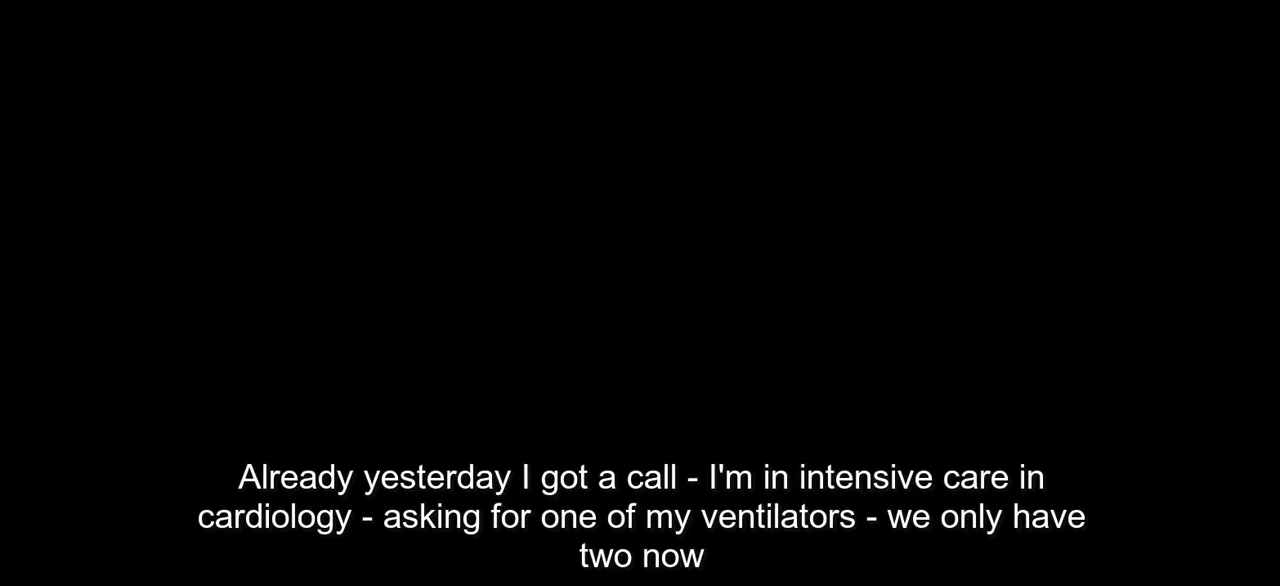 Already yesterday I got a call - I'm in intensive care in
cardiology - asking for one of my ventilators - we only have
two now